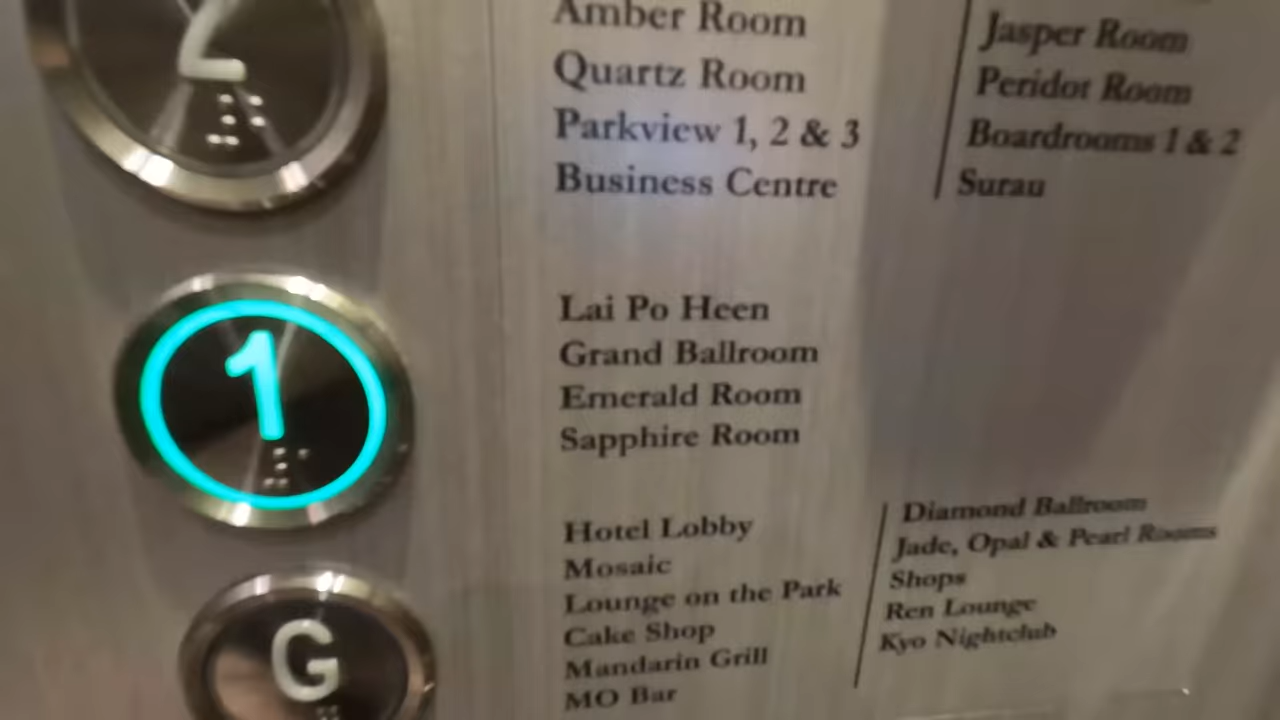 2
Amber Room
Quartz Room
Parkview 1, 2 & 3
Business Centre
Jasper Room
Peridot Room
Boardrooms 1 & 2
Surau
1
Lai Po Heen
Grand Ballroom
Emerald Room
Sapphire Room
G
Hotel Lobby
Mosaic
Lounge on the Park
Cake Shop
Mandarin Grill
MO Bar
Diamond Ballroom
Jade, Opal & Pearl Rooms
Shops
Ren Lounge
Kyo Nightclub